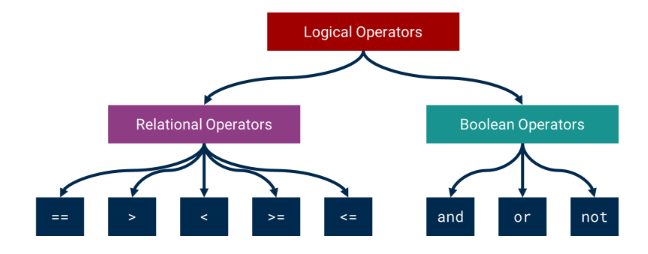 Logical Operators
Relational Operators
Boolean Operators
==
>
<
>=
<=
and
or
not